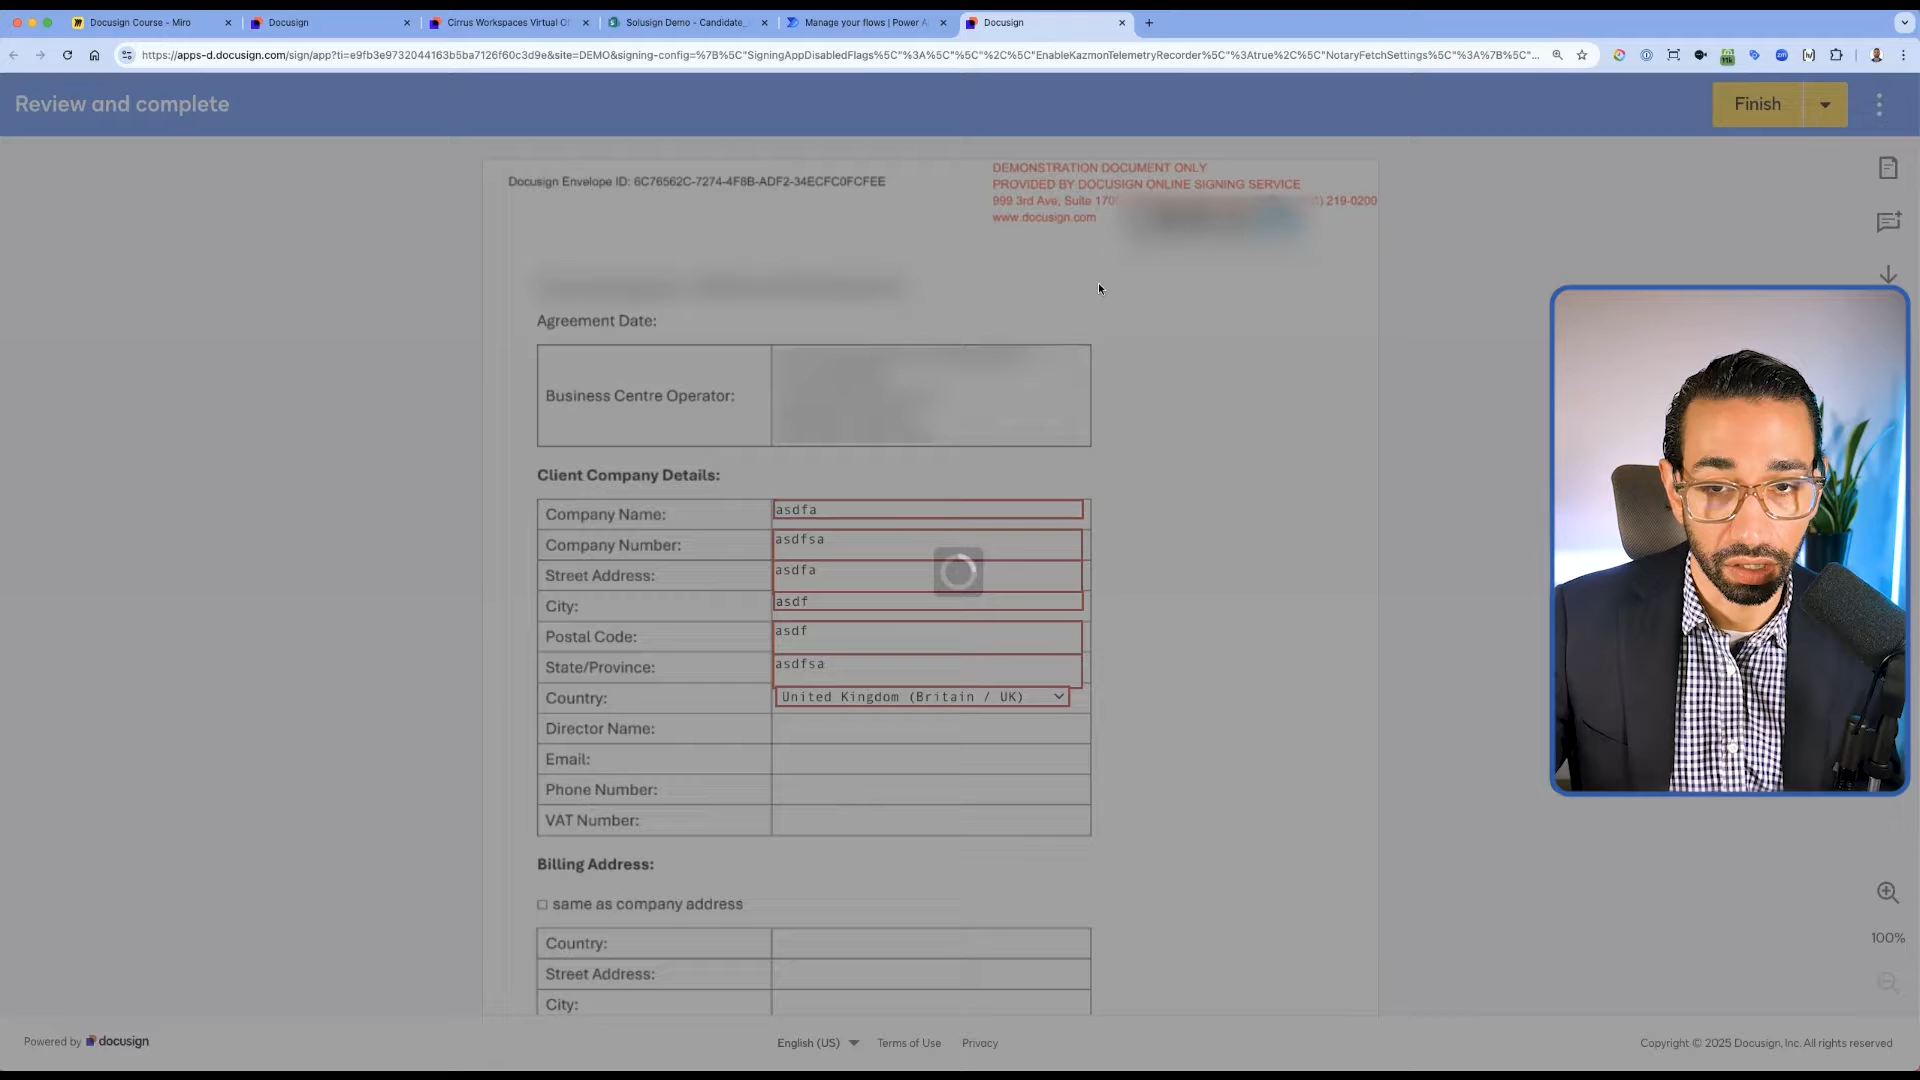 Docusign Course - Miro
Docusign
Cirrus Workspaces Virtual Of
Solusign Demo - Candidate_
Manage your flows | Power A
Docusign
https://apps-d.docusign.com/sign/app?ti=e9fb3e9732044163b5ba7126f60c3d9e&site=DEMO&signing-config=%7B%5C"SigningAppDisabledFlags%5C"%3A%5C"%5C"%2C%5C"EnableKazmonTelemetryRecorder%5C"%3Atrue%2C%5C"NotaryFetchSettings%5C"%3A%7B%5C"...
Review and complete
Finish
Docusign Envelope ID: 6C76562C-7274-4F8B-ADF2-34ECFC0FCFEE
DEMONSTRATION DOCUMENT ONLY
PROVIDED BY DOCUSIGN ONLINE SIGNING SERVICE
999 3rd Ave, Suite 170 ) 219-0200
www.docusign.com
Agreement Date:
Business Centre Operator:
Client Company Details:
Company Name: asdfa
Company Number: asdfsa
Street Address: asdfa
City: asdf
Postal Code: asdf
State/Province: asdfsa
Country: United Kingdom (Britain / UK)
Director Name:
Email:
Phone Number:
VAT Number:
Billing Address:
same as company address
Country:
Street Address:
City:
100%
Powered by docusign
English (US)
Terms of Use
Privacy
Copyright © 2025 Docusign, Inc. All rights reserved